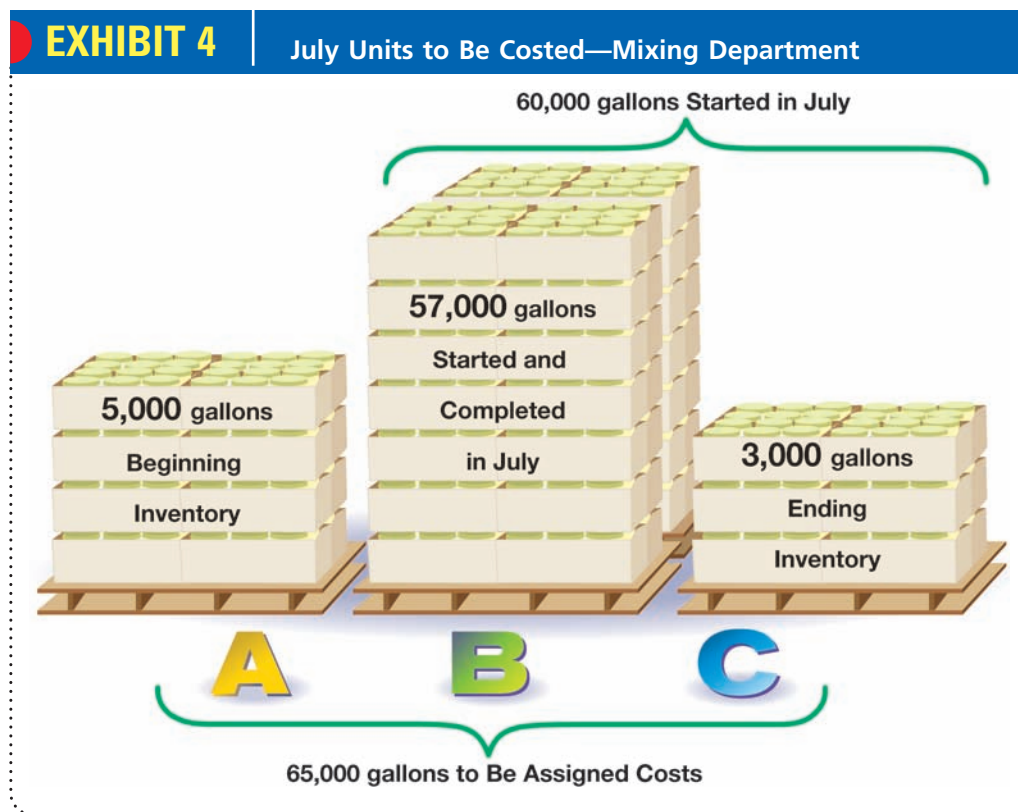 EXHIBIT 4
July Units to Be Costed—Mixing Department
60,000 gallons Started in July
5,000 gallons
Beginning
Inventory
57,000 gallons
Started and
Completed
in July
3,000 gallons
Ending
Inventory
A
B
C
65,000 gallons to Be Assigned Costs